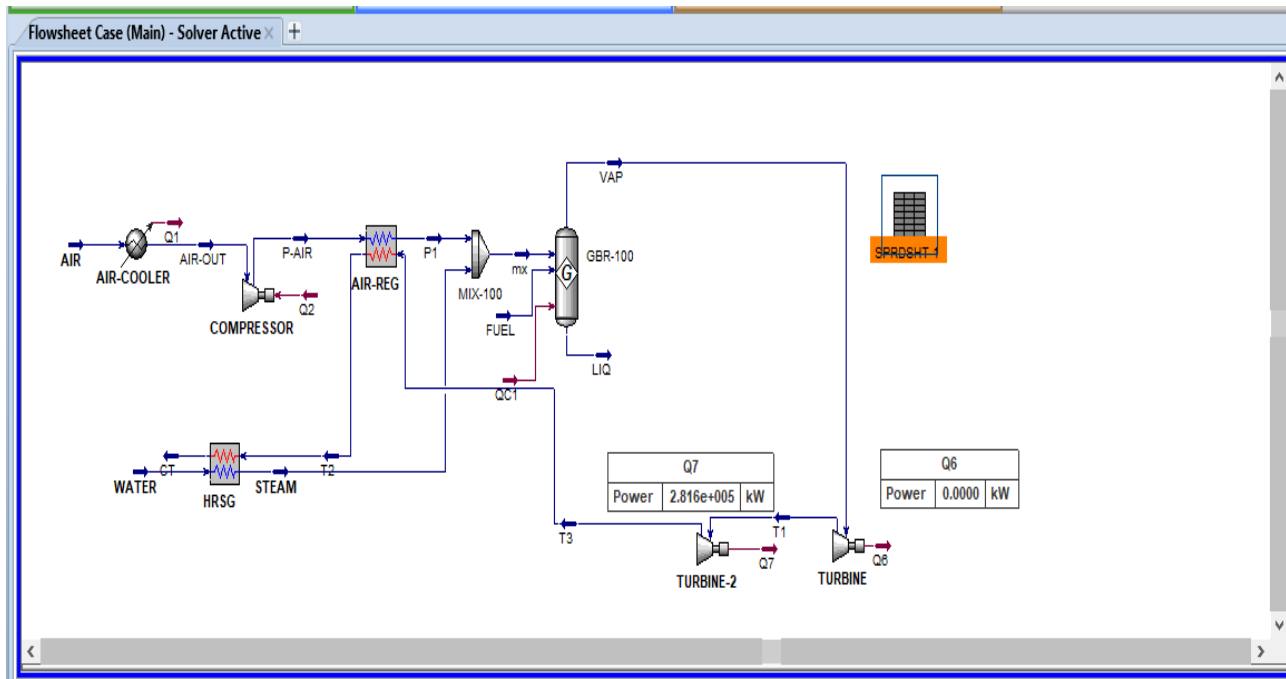 Flowsheet Case (Main) - Solver Active × +
VAP
Q1
AIR
AIR-OUT
AIR-COOLER
P-AIR
P1
AIR-REG
mx
GBR-100
G
MIX-100
SPRDSHT-1
Q2
COMPRESSOR
FUEL
LIQ
QC1
WATER
CT
T2
HRSG
STEAM
Q7
Power 2.816e+005 kW
Q6
Power 0.0000 kW
T3
T1
Q7
Q6
TURBINE-2
TURBINE